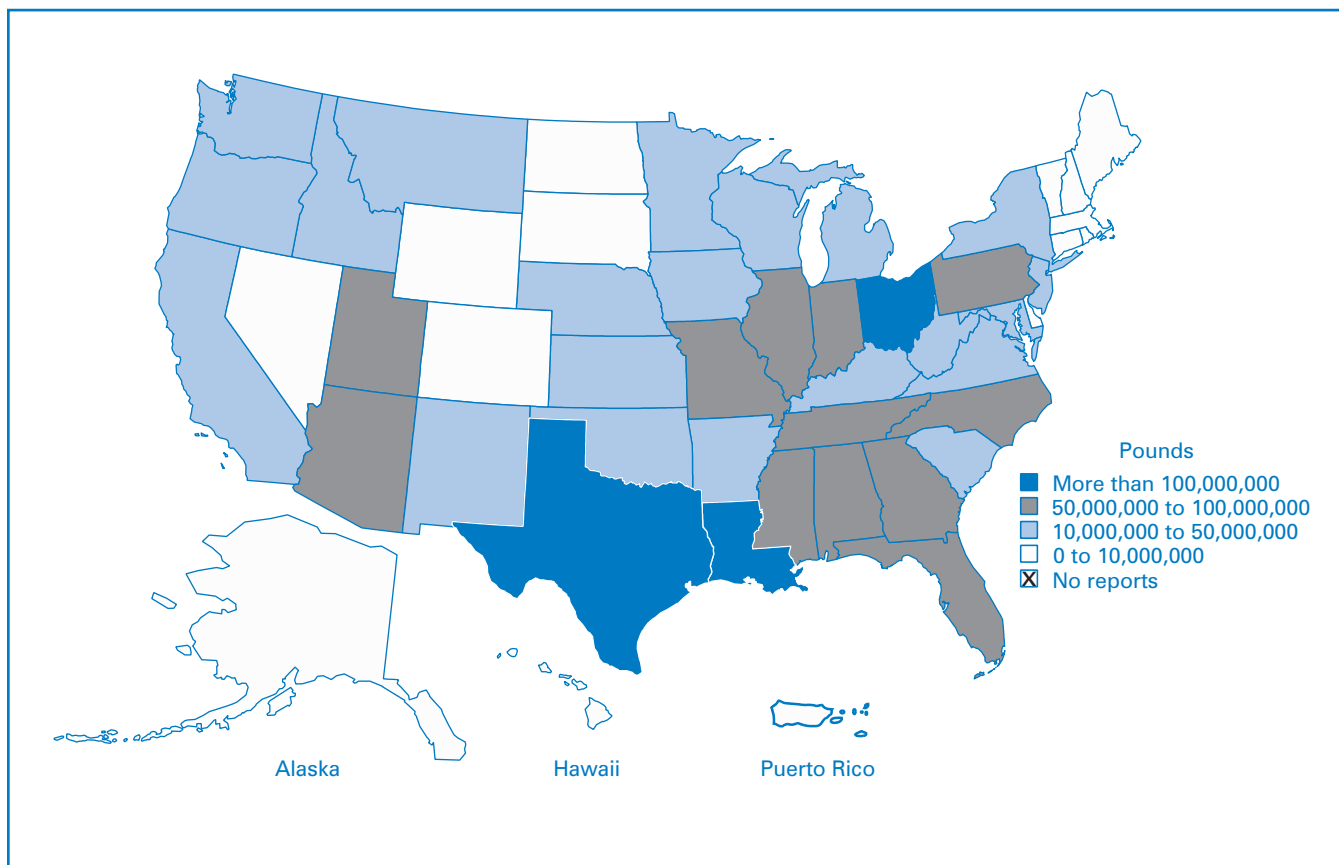 Pounds
More than 100,000,000
50,000,000 to 100,000,000
10,000,000 to 50,000,000
0 to 10,000,000
X No reports
Alaska
Hawaii
Puerto Rico